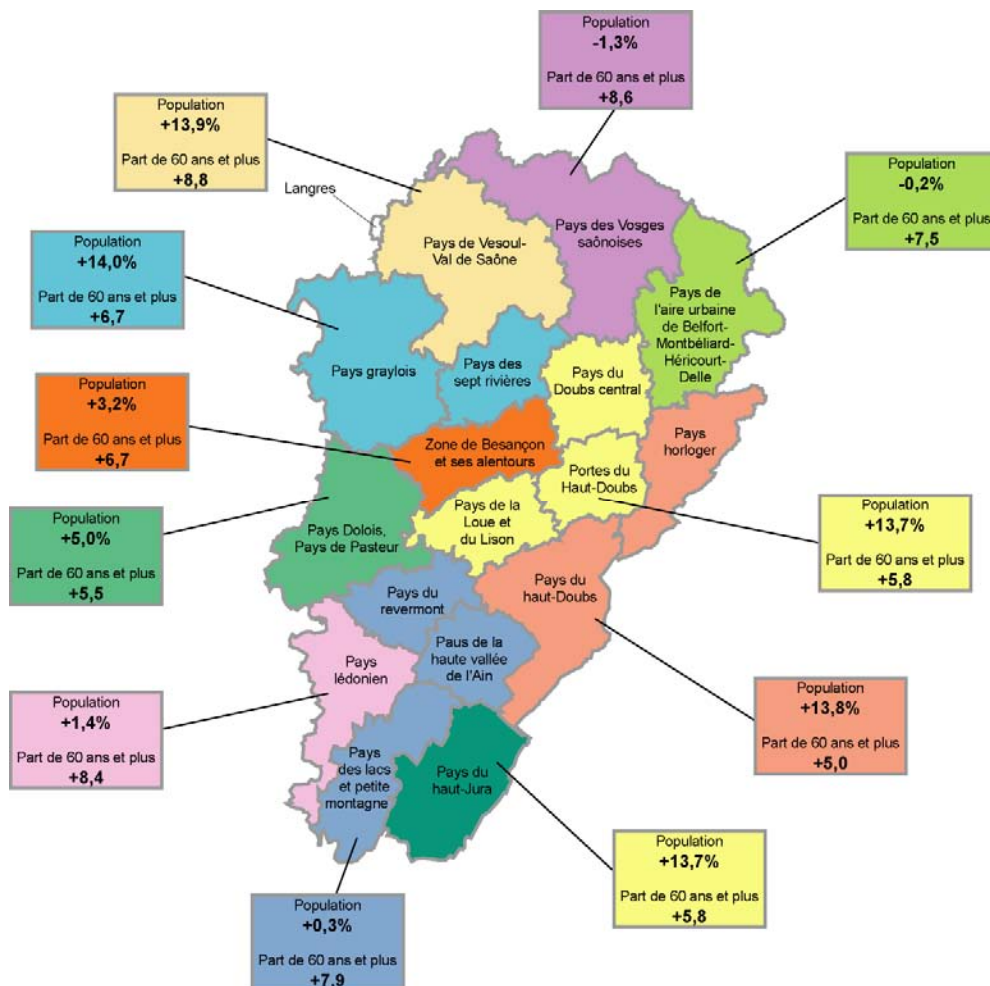 Population
-1,3%
Part de 60 ans et plus
+8,6
Population
+13,9%
Part de 60 ans et plus
+8,8
Population
-0,2%
Part de 60 ans et plus
+7,5
Langres
Pays de Vesoul-
Val de Saône
Pays des Vosges
saônoises
Population
+14,0%
Part de 60 ans et plus
+6,7
Pays de
l'aire urbaine
de Belfort-
Montbéliard-
Héricourt-
Delle
Pays graylois
Pays des
sept rivières
Pays du
Doubs central
Population
+3,2%
Part de 60 ans et plus
+6,7
Zone de Besançon
et ses alentours
Pays
horloger
Portes du
Haut-Doubs
Pays de la
Loue et
du Lison
Population
+5,0%
Part de 60 ans et plus
+5,5
Pays Dolois,
Pays de Pasteur
Population
+13,7%
Part de 60 ans et plus
+5,8
Pays du
revermont
Pays du
haut-Doubs
Paus de la
haute vallée
de l'Ain
Pays
lédonien
Population
+1,4%
Part de 60 ans et plus
+8,4
Population
+13,8%
Part de 60 ans et plus
+5,0
Pays
des lacs
et petite
montagne
Pays du
haut-Jura
Population
+13,7%
Part de 60 ans et plus
+5,8
Population
+0,3%
Part de 60 ans et plus
+7,9